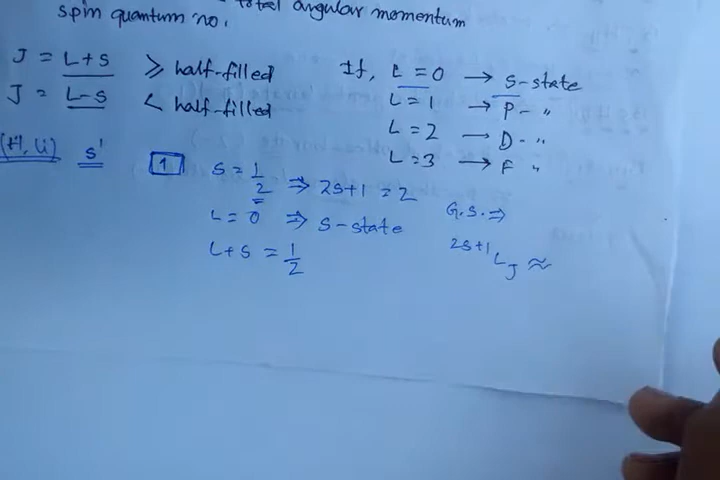 spin quantum no. total angular momentum
J = L+s ≥ half-filled
J = L-s < half-filled
If, L = 0 → s-state
L = 1 → P- "
L = 2 → D- "
L = 3 → F "
(H, Li) s¹
1 s = 1/2 ⇒ 2s+1 = 2
L = 0 ⇒ s-state
L+s = 1/2
G.S. ⇒
2s+1 L J ≈